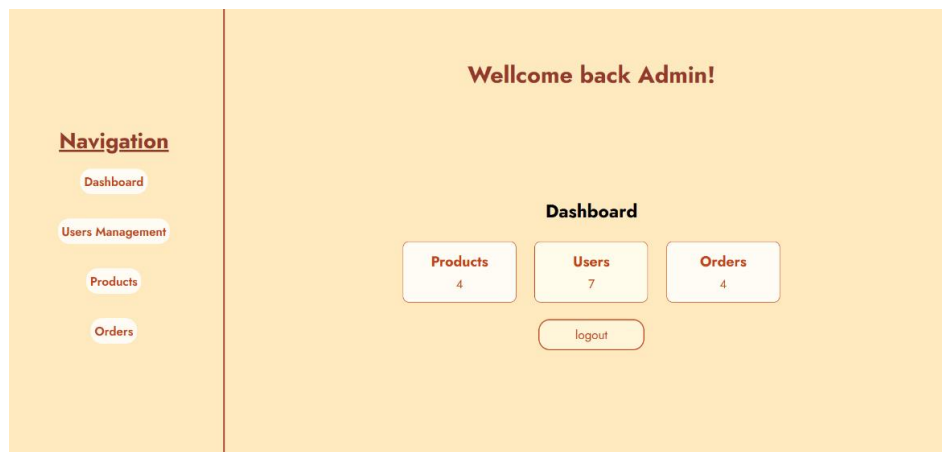 Wellcome back Admin!
Navigation
Dashboard
Users Management
Products
Orders
Dashboard
Products
4
Users
7
Orders
4
logout